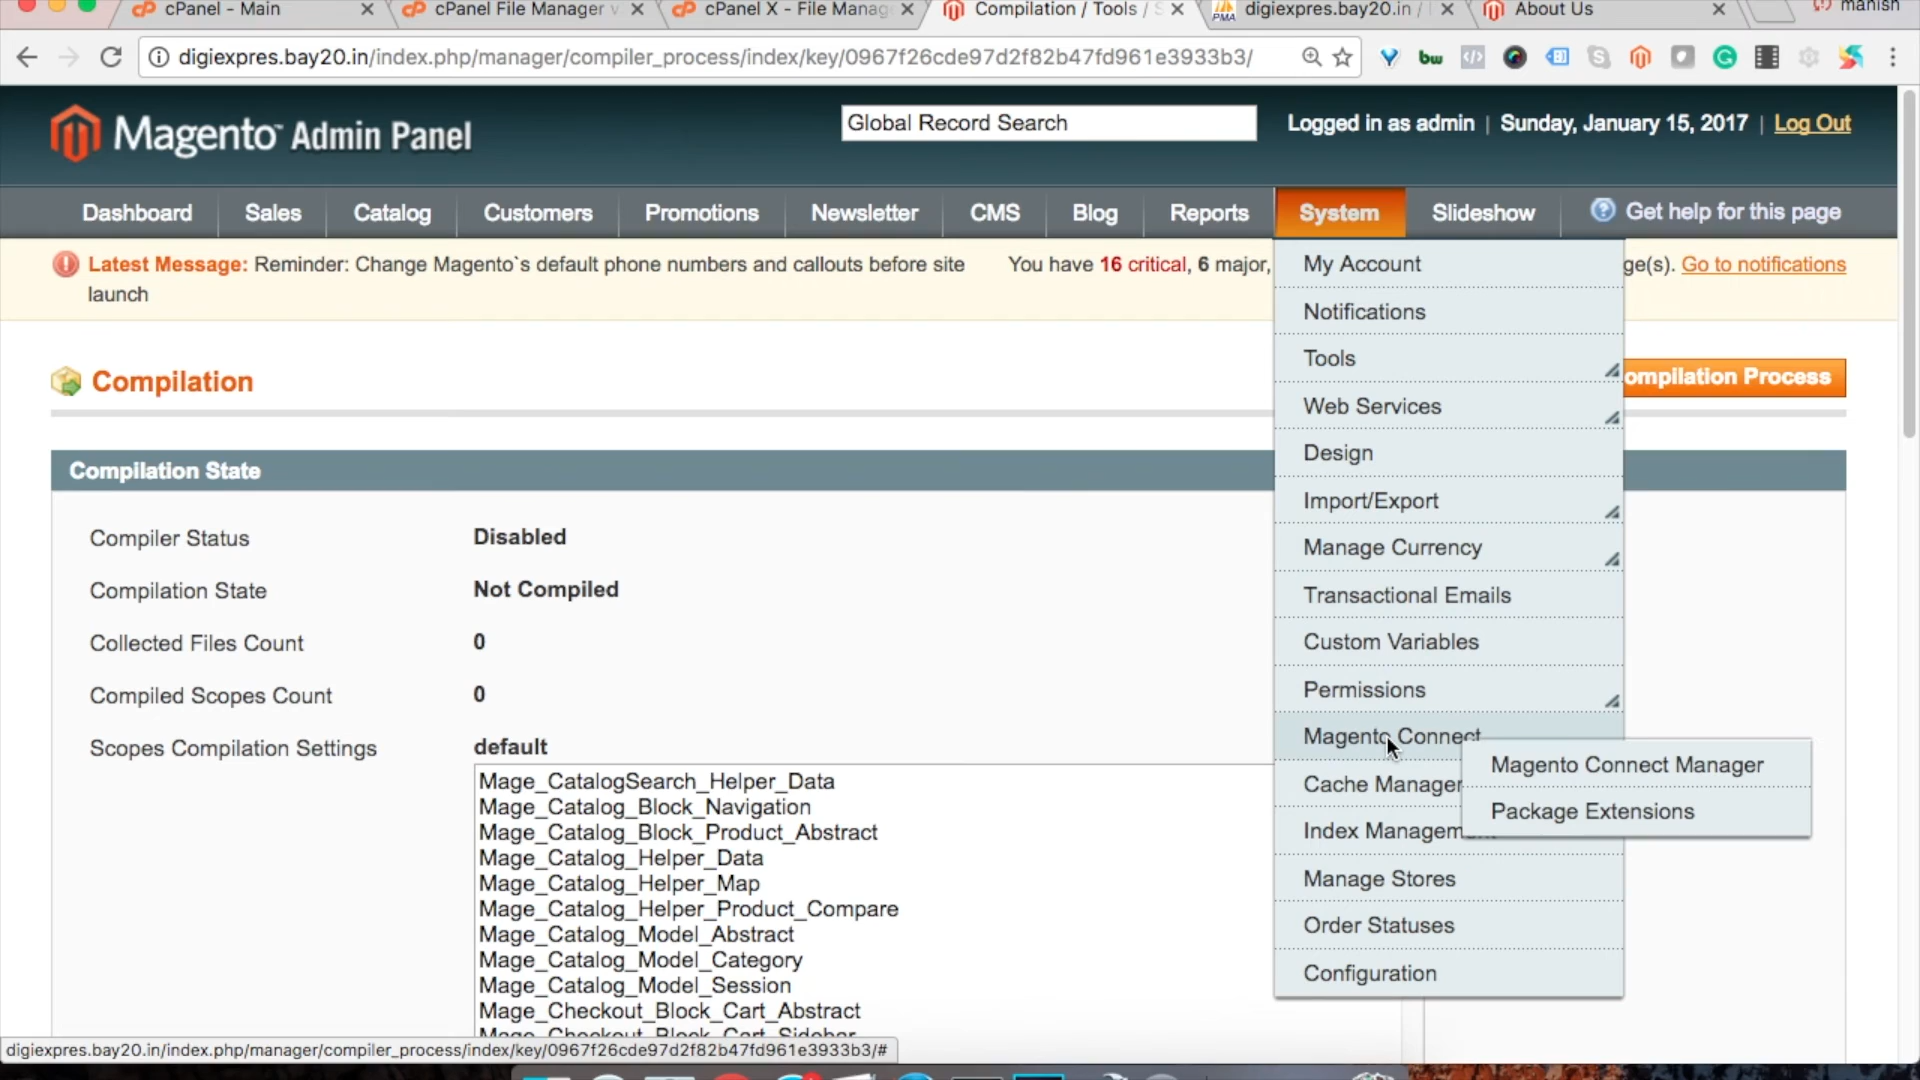 cPanel - Main
cPanel File Manager v
cPanel X - File Manag
Compilation / Tools / S
digiexpres.bay20.in /
About Us
manish
digiexpres.bay20.in/index.php/manager/compiler_process/index/key/0967f26cde97d2f82b47fd961e3933b3/
bw
Magento Admin Panel
Global Record Search
Logged in as admin | Sunday, January 15, 2017 | Log Out
Dashboard Sales Catalog Customers Promotions Newsletter CMS Blog Reports System Slideshow Get help for this page
Latest Message: Reminder: Change Magento`s default phone numbers and callouts before site
launch
You have 16 critical, 6 major,
ge(s). Go to notifications
My Account
Notifications
Tools
Web Services
Design
Import/Export
Manage Currency
Transactional Emails
Custom Variables
Permissions
Magento Connect
Magento Connect Manager
Package Extensions
Cache Manager
Index Managem
Manage Stores
Order Statuses
Configuration
Compilation
ompilation Process
Compilation State
Compiler Status Disabled
Compilation State Not Compiled
Collected Files Count 0
Compiled Scopes Count 0
Scopes Compilation Settings default
Mage_CatalogSearch_Helper_Data
Mage_Catalog_Block_Navigation
Mage_Catalog_Block_Product_Abstract
Mage_Catalog_Helper_Data
Mage_Catalog_Helper_Map
Mage_Catalog_Helper_Product_Compare
Mage_Catalog_Model_Abstract
Mage_Catalog_Model_Category
Mage_Catalog_Model_Session
Mage_Checkout_Block_Cart_Abstract
Mage_Checkout_Block_Cart_Sidebar
digiexpres.bay20.in/index.php/manager/compiler_process/index/key/0967f26cde97d2f82b47fd961e3933b3/#